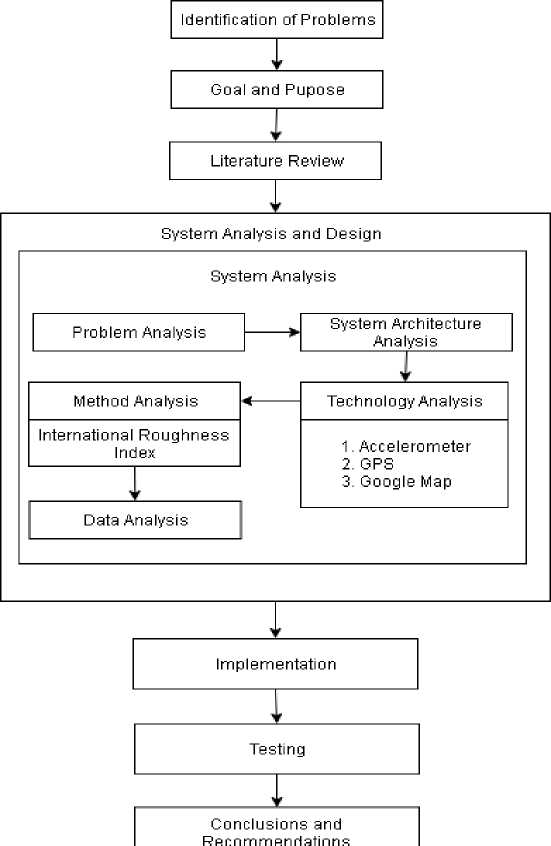 Identification of Problems
Goal and Pupose
Literature Review
System Analysis and Design
System Analysis
Problem Analysis
System Architecture
Analysis
Technology Analysis
1. Accelerometer
2. GPS
3. Google Map
Method Analysis
International Roughness
Index
Data Analysis
Implementation
Testing
Conclusions and
Recommendations